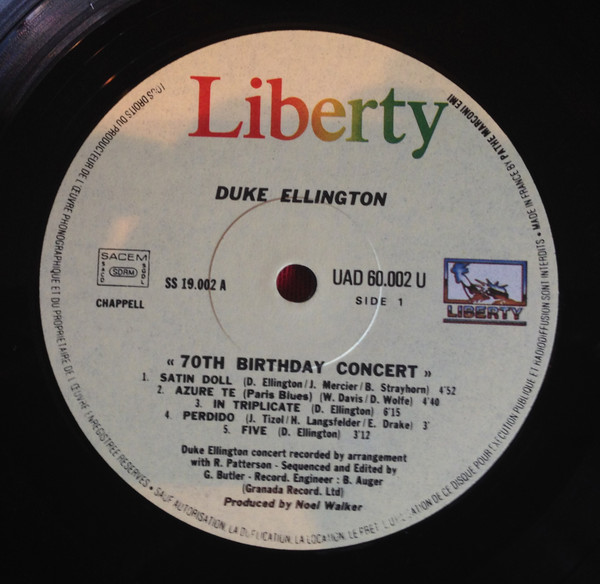 Liberty
DUKE ELLINGTON
SACEM
SACD SDRM SGDL
CHAPPELL
SS 19.002 A
UAD 60.002 U
SIDE 1
LIBERTY
« 70TH BIRTHDAY CONCERT »
1. SATIN DOLL (D. Ellington/J. Mercier/B. Strayhorn) 4'52
2. AZURE TE (Paris Blues) (W. Davis/D. Wolfe) 4'40
3. IN TRIPLICATE (D. Ellington) 6'15
4. PERDIDO (J. Tizol/H. Langsfelder/E. Drake) 3'
5. FIVE (D. Ellington) 3'12
Duke Ellington concert recorded by arrangement
with R. Patterson - Sequenced and Edited by
G. Butler - Record. Engineer : B. Auger
(Granada Record. Ltd)
Produced by Noel Walker
TOUS DROITS DU PRODUCTEUR DE L'ŒUVRE PHONOGRAPHIQUE ET DU PROPRIETAIRE DE L'ŒUVRE ENREGISTREE RESERVES - SAUF AUTORISATION, LA DUPLICATION, LA LOCATION, LE PRET, L'UTILISATION DE CE DISQUE POUR EXECUTION PUBLIQUE ET RADIODIFFUSION SONT INTERDITS • MADE IN FRANCE BY PATHE MARCONI EMI